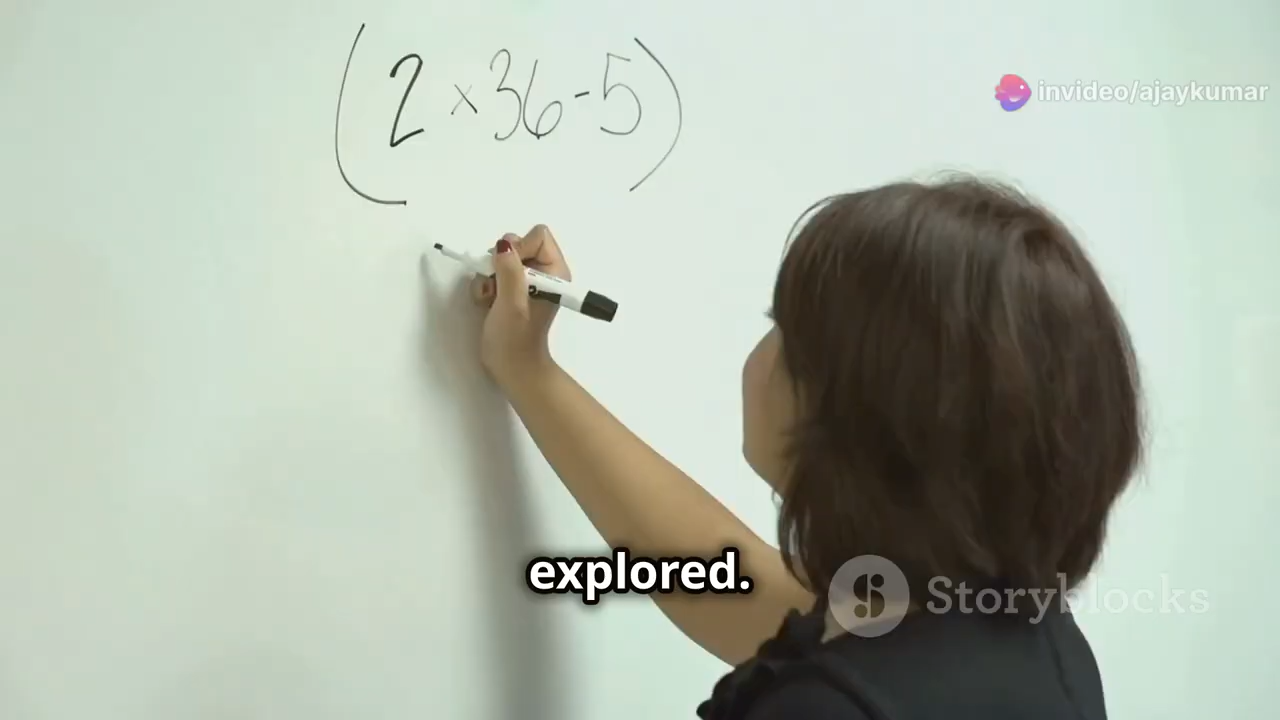 (2 × 36 - 5)
invideo/ajaykumar
explored.
Storyblocks